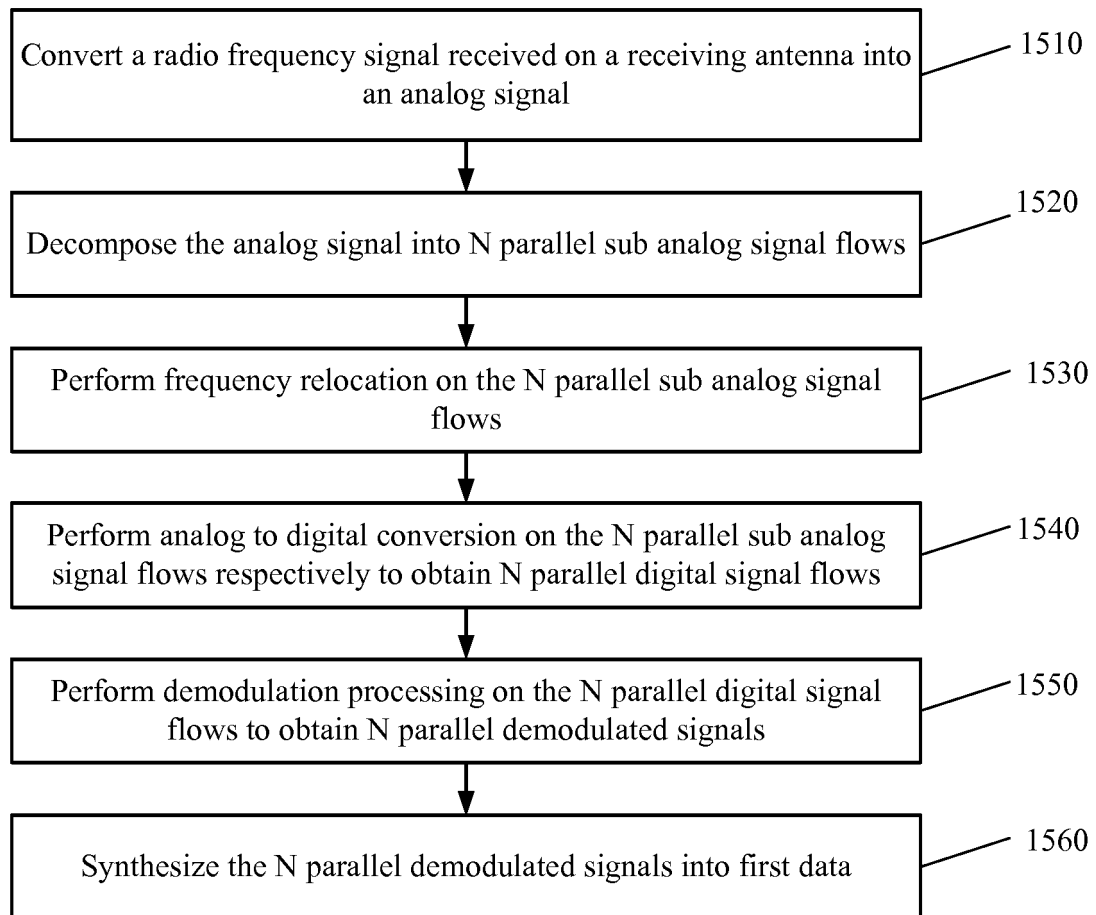 Convert a radio frequency signal received on a receiving antenna into
an analog signal
1510
Decompose the analog signal into N parallel sub analog signal flows
1520
Perform frequency relocation on the N parallel sub analog signal
flows
1530
Perform analog to digital conversion on the N parallel sub analog
signal flows respectively to obtain N parallel digital signal flows
1540
Perform demodulation processing on the N parallel digital signal
flows to obtain N parallel demodulated signals
1550
Synthesize the N parallel demodulated signals into first data
1560